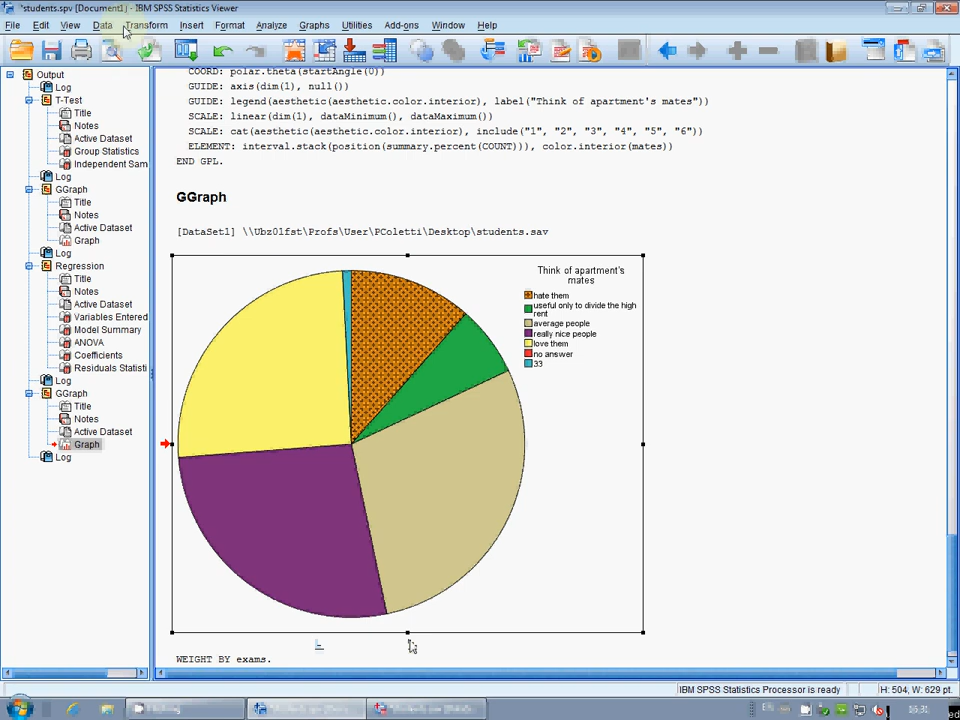 *students.spv [Document1] - IBM SPSS Statistics Viewer
File Edit View Data Transform Insert Format Analyze Graphs Utilities Add-ons Window Help
Output
Log
T-Test
Title
Notes
Active Dataset
Group Statistics
Independent Sam
Log
GGraph
Title
Notes
Active Dataset
Graph
Log
Regression
Title
Notes
Active Dataset
Variables Entered
Model Summary
ANOVA
Coefficients
Residuals Statisti
Log
GGraph
Title
Notes
Active Dataset
Graph
Log
COORD: polar.theta(startAngle(0))
GUIDE: axis(dim(1), null())
GUIDE: legend(aesthetic(aesthetic.color.interior), label("Think of apartment's mates"))
SCALE: linear(dim(1), dataMinimum(), dataMaximum())
SCALE: cat(aesthetic(aesthetic.color.interior), include("1", "2", "3", "4", "5", "6"))
ELEMENT: interval.stack(position(summary.percent(COUNT))), color.interior(mates))
END GPL.
GGraph
[DataSet1] \\Ubz01fst\Profs\User\PColetti\Desktop\students.sav
Think of apartment's
mates
hate them
useful only to divide the high
rent
average people
really nice people
love them
no answer
33
WEIGHT BY exams.
IBM SPSS Statistics Processor is ready
H: 504, W: 629 pt.
EN